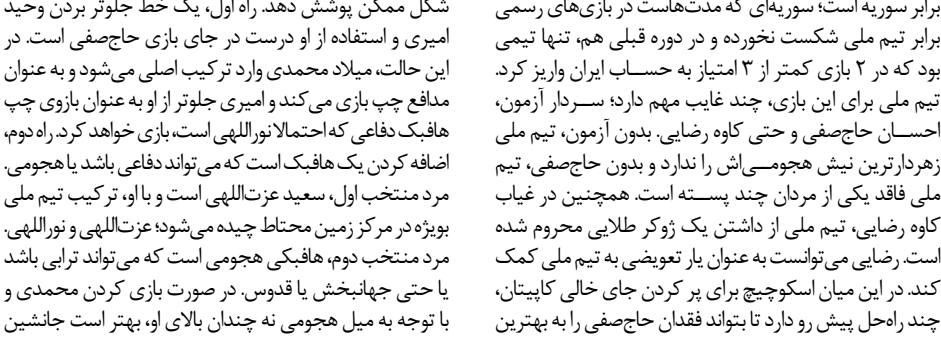 برابر سوریه است؛ سوریه‌ای که مدت‌هاست در بازی‌های رسمی
برابر تیم ملی شکست نخورده و در دوره قبلی هم، تنها تیمی
بود که در ۲ بازی کمتر از ۳ امتیاز به حساب ایران واریز کرد.
تیم ملی برای این بازی، چند غایب مهم دارد؛ سردار آزمون،
احسان حاج‌صفی و حتی کاوه رضایی. بدون آزمون، تیم ملی
زهردارترین نیش هجومی‌اش را ندارد و بدون حاج‌صفی، تیم
ملی فاقد یکی از مردان چند پسته است. همچنین در غیاب
کاوه رضایی، تیم ملی از داشتن یک ژوکر طلایی محروم شده
است. رضایی می‌توانست به عنوان یار تعویضی به تیم ملی کمک
کند. در این میان اسکوچیچ برای پر کردن جای خالی کاپیتان،
چند راه‌حل پیش رو دارد تا بتواند فقدان حاج‌صفی را به بهترین
شکل ممکن پوشش دهد. راه اول، یک خط جلوتر بردن وحید
امیری و استفاده از او درست در جای بازی حاج‌صفی است. در
این حالت، میلاد محمدی وارد ترکیب اصلی می‌شود و به عنوان
مدافع چپ بازی می‌کند و امیری جلوتر از او به عنوان بازوی چپ
هافبک دفاعی که احتمالا نوراللهی است، بازی خواهد کرد. راه دوم،
اضافه کردن یک هافبک است که می‌تواند دفاعی باشد یا هجومی.
مرد منتخب اول، سعید عزت‌اللهی است و با او، ترکیب تیم ملی
بویژه در مرکز زمین محتاط چیده می‌شود؛ عزت‌اللهی و نوراللهی.
مرد منتخب دوم، هافبکی هجومی است که می‌تواند ترابی باشد
یا حتی جهانبخش یا قدوس. در صورت بازی کردن محمدی و
با توجه به میل هجومی نه چندان بالای او، بهتر است جانشین